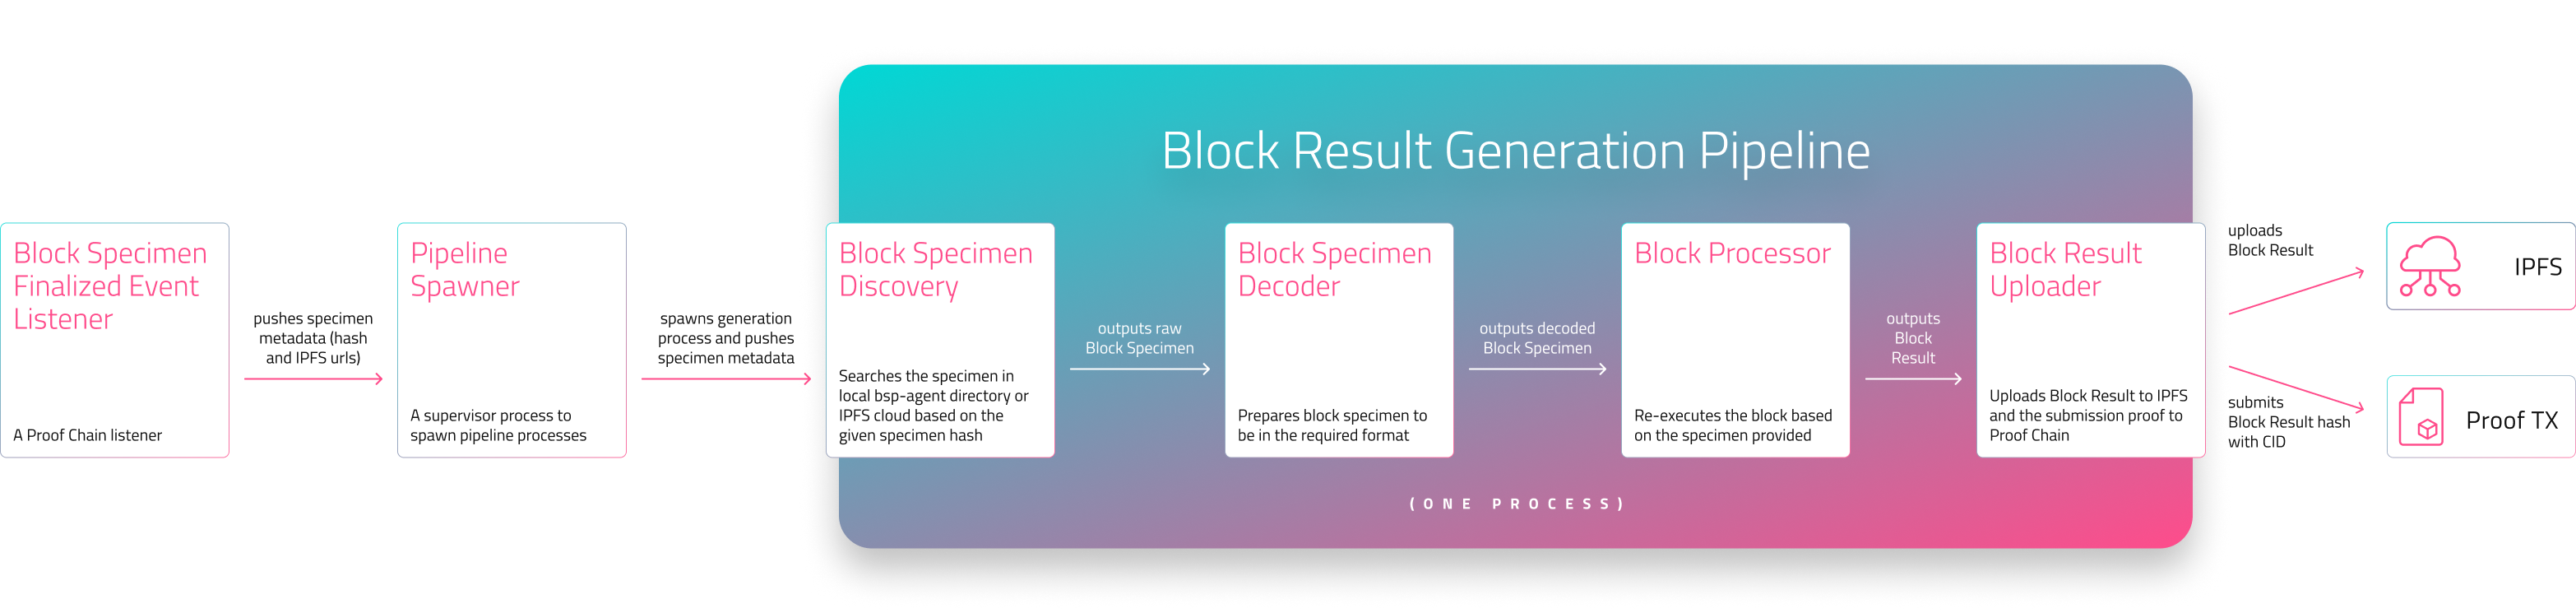 Block Result Generation Pipeline
Block Specimen
Finalized Event
Listener
A Proof Chain listener
pushes specimen
metadata (hash
and IPFS urls)
Pipeline
Spawner
A supervisor process to
spawn pipeline processes
spawns generation
process and pushes
specimen metadata
Block Specimen
Discovery
Searches the specimen in
local bsp-agent directory or
IPFS cloud based on the
given specimen hash
outputs raw
Block Specimen
Block Specimen
Decoder
Prepares block specimen to
be in the required format
outputs decoded
Block Specimen
Block Processor
Re-executes the block based
on the specimen provided
outputs
Block
Result
Block Result
Uploader
Uploads Block Result to IPFS
and the submission proof to
Proof Chain
(ONE PROCESS)
uploads
Block Result
IPFS
submits
Block Result hash
with CID
Proof TX